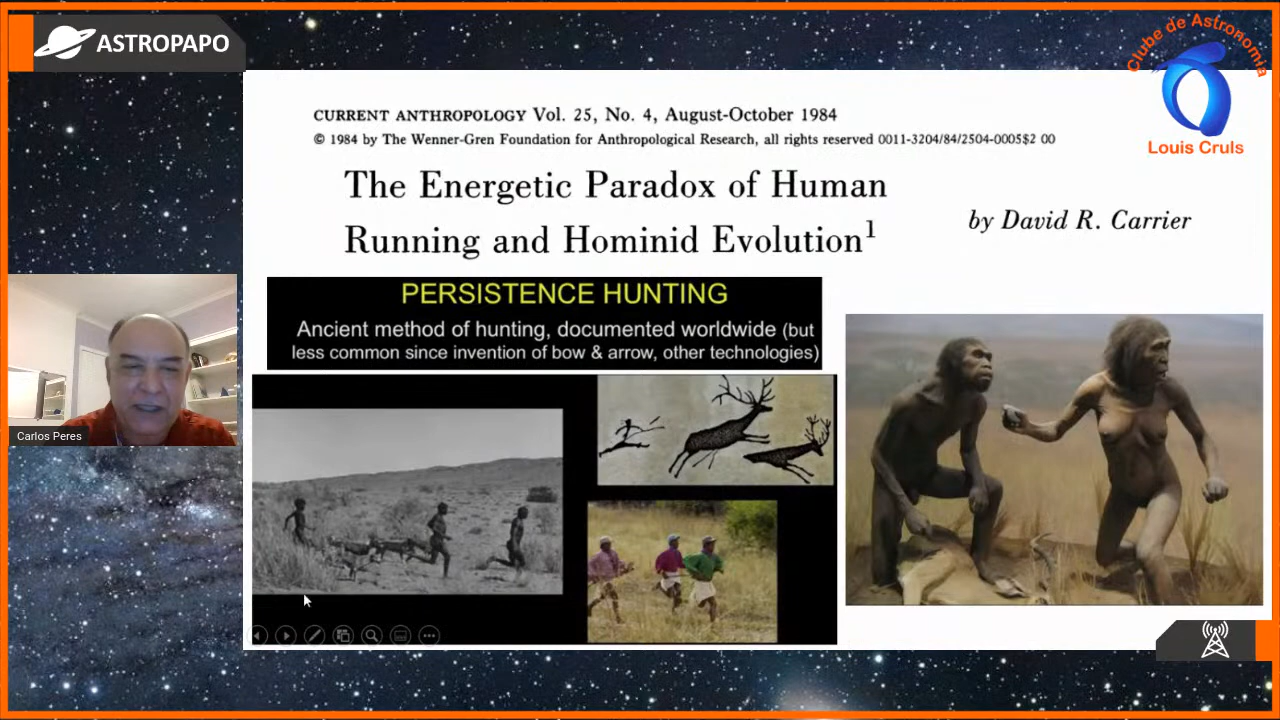 ASTROPAPO
Clube de Astronomia
Louis Cruls
CURRENT ANTHROPOLOGY Vol. 25, No. 4, August-October 1984
© 1984 by The Wenner-Gren Foundation for Anthropological Research, all rights reserved 0011-3204/84/2504-0005$2 00
The Energetic Paradox of Human
Running and Hominid Evolution¹
by David R. Carrier
PERSISTENCE HUNTING
Ancient method of hunting, documented worldwide (but
less common since invention of bow & arrow, other technologies)
Carlos Peres